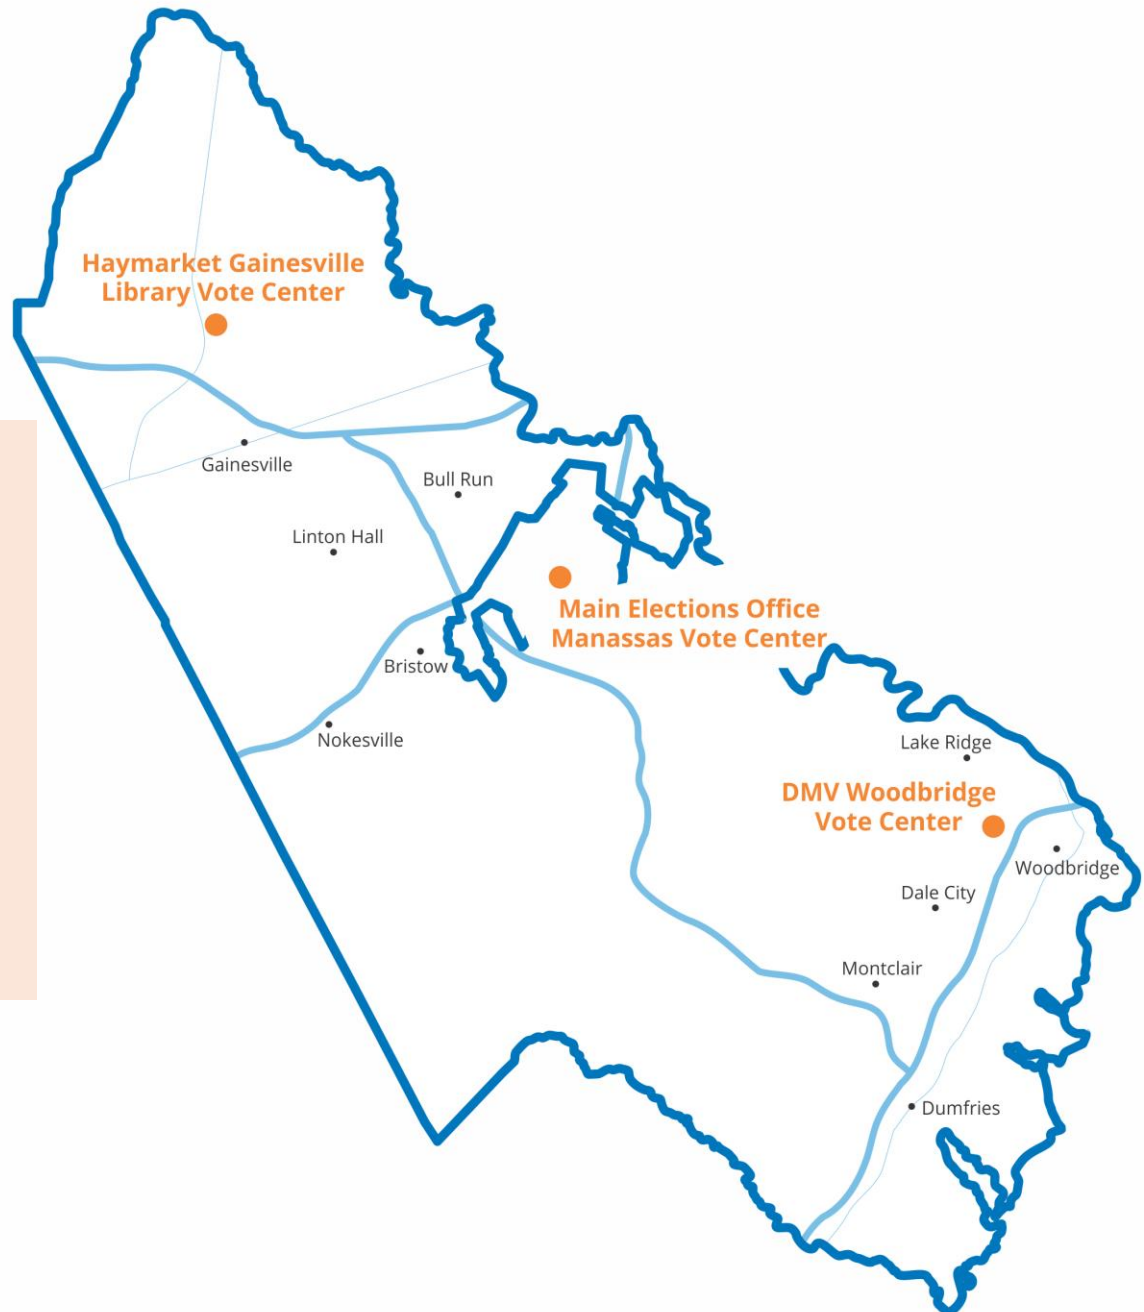 Haymarket Gainesville
Library Vote Center
Gainesville
Bull Run
Linton Hall
Main Elections Office
Manassas Vote Center
Bristow
Nokesville
Lake Ridge
DMV Woodbridge
Vote Center
Woodbridge
Dale City
Montclair
Dumfries